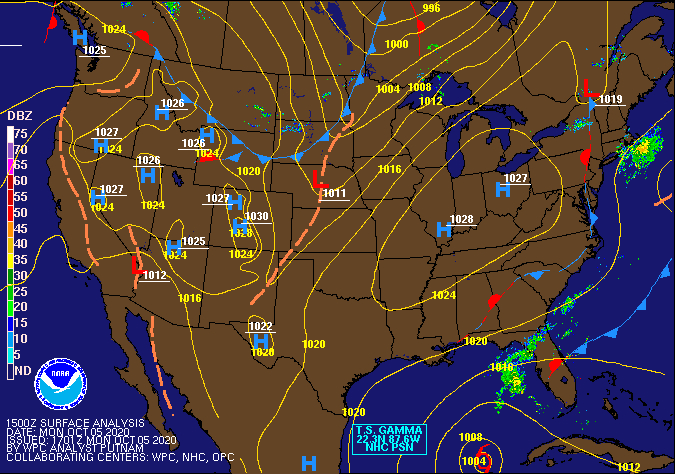 996
1024
H
1025
1000
1004
1008
1012
L
1019
DBZ
75
70
65
60
55
50
45
40
35
30
25
20
15
10
5
ND
H
1026
H
1027
1024
H
1026
1024
1020
H
1026
1024
1016
L
1011
H
1027
H
1027
1024
H
1027
H
1030
1028
1024
H
1025
1024
H
1028
L
1012
1016
1024
H
1022
1020
1020
1020
1016
1020
NOAA
T.S. GAMMA
22.3N 87.6W
NHC PSN
1008
1004
1012
H
1500Z SURFACE ANALYSIS
DATE: MON OCT 05 2020
ISSUED: 1701Z MON OCT 05 2020
BY WPC ANALYST PUTNAM
COLLABORATING CENTERS: WPC, NHC, OPC